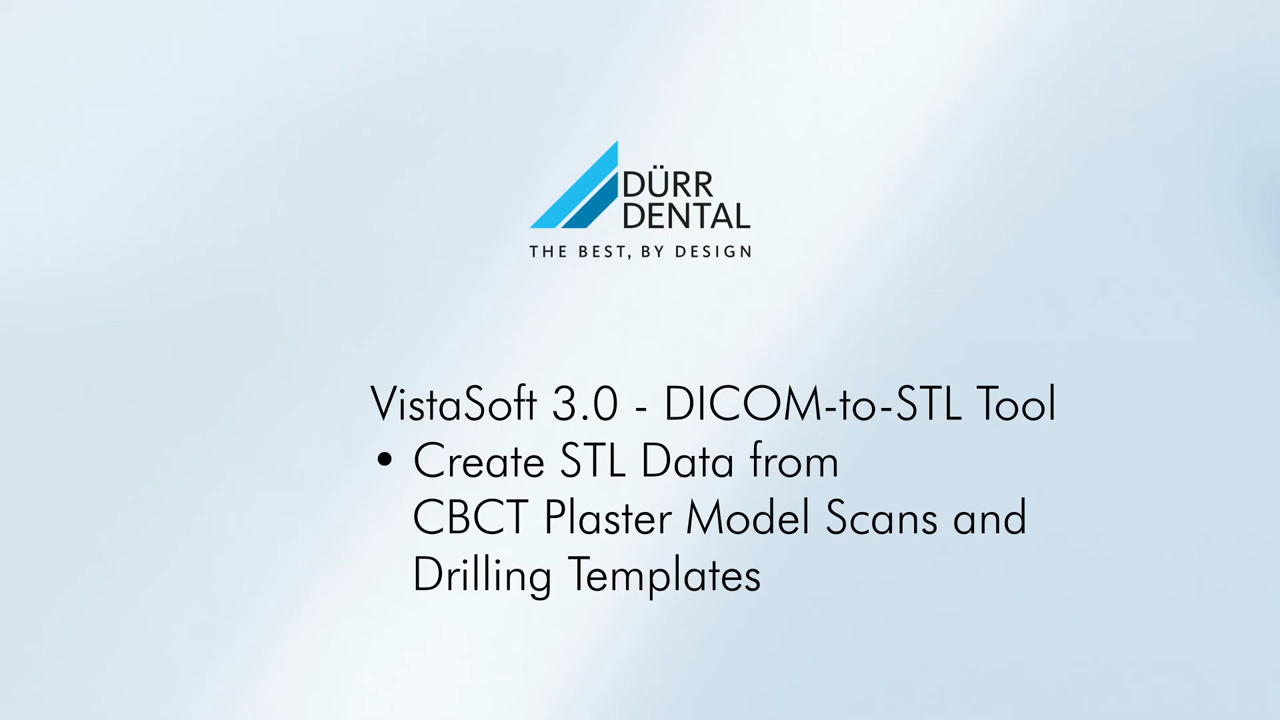 DÜRR
DENTAL
THE BEST, BY DESIGN
VistaSoft 3.0 - DICOM-to-STL Tool
• Create STL Data from
CBCT Plaster Model Scans and
Drilling Templates